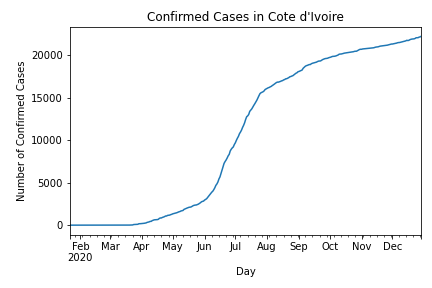 Confirmed Cases in Cote d'Ivoire
Number of Confirmed Cases
20000
15000
10000
5000
0
Feb Mar Apr May Jun Jul Aug Sep Oct Nov Dec
2020
Day